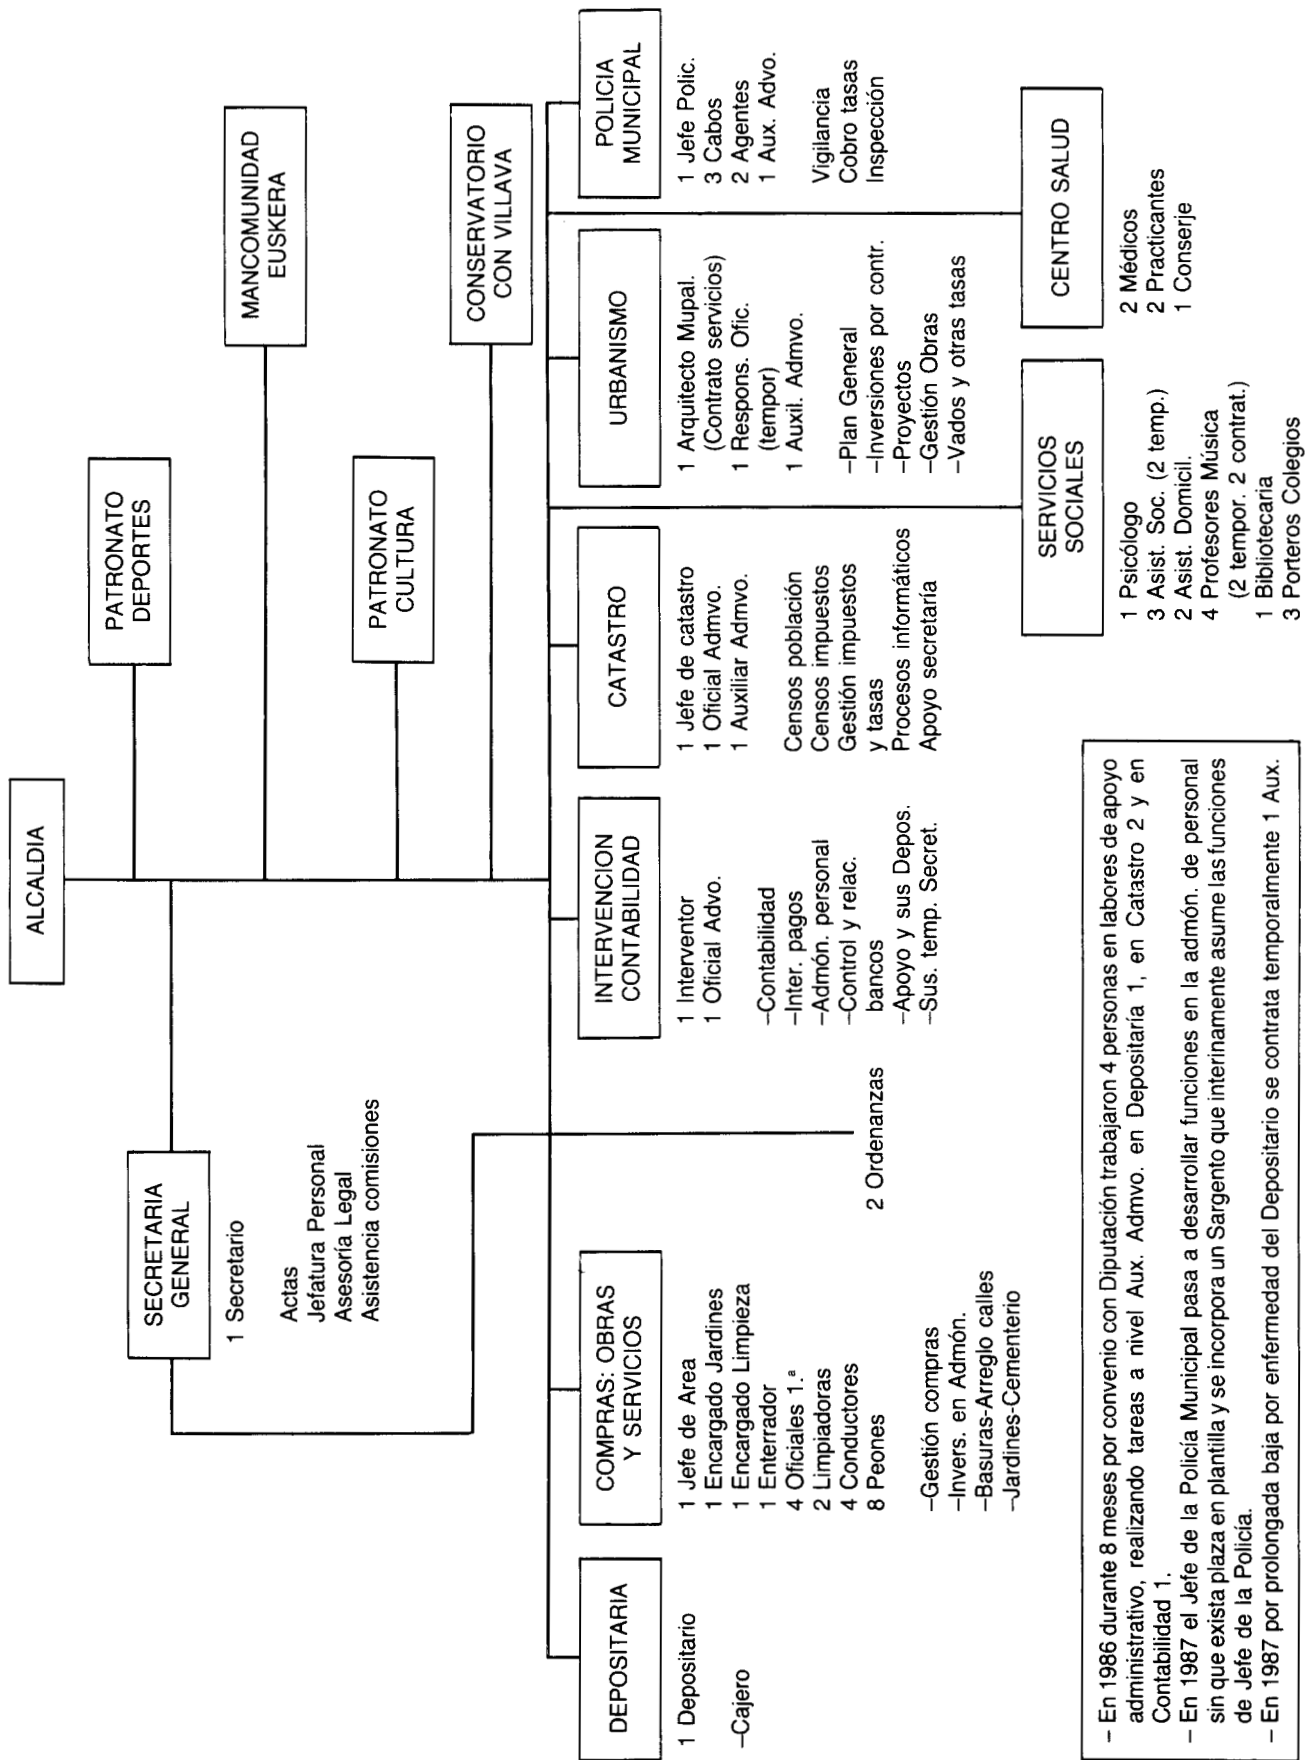 ALCALDIA
PATRONATO
DEPORTES
MANCOMUNIDAD
EUSKERA
PATRONATO
CULTURA
CONSERVATORIO
CON VILLAVA
SECRETARIA
GENERAL
1 Secretario
Actas
Jefatura Personal
Asesoría Legal
Asistencia comisiones
DEPOSITARIA
1 Depositario
–Cajero
COMPRAS: OBRAS
Y SERVICIOS
1 Jefe de Area
1 Encargado Jardines
1 Encargado Limpieza
1 Enterrador
4 Oficiales 1.ª
2 Limpiadoras
4 Conductores
8 Peones
–Gestión compras
–Invers. en Admón.
–Basuras-Arreglo calles
–Jardines-Cementerio
2 Ordenanzas
INTERVENCION
CONTABILIDAD
1 Interventor
1 Oficial Advo.
–Contabilidad
–Inter. pagos
–Admón. personal
–Control y relac.
bancos
–Apoyo y sus Depos.
–Sus. temp. Secret.
CATASTRO
1 Jefe de catastro
1 Oficial Admvo.
1 Auxiliar Admvo.
Censos población
Censos impuestos
Gestión impuestos
y tasas
Procesos informáticos
Apoyo secretaría
URBANISMO
1 Arquitecto Mupal.
(Contrato servicios)
1 Respons. Ofic.
(tempor)
1 Auxil. Admvo.
–Plan General
–Inversiones por contr.
–Proyectos
–Gestión Obras
–Vados y otras tasas
POLICIA
MUNICIPAL
1 Jefe Polic.
3 Cabos
2 Agentes
1 Aux. Advo.
Vigilancia
Cobro tasas
Inspección
SERVICIOS
SOCIALES
1 Psicólogo
3 Asist. Soc. (2 temp.)
2 Asist. Domicil.
4 Profesores Música
(2 tempor. 2 contrat.)
1 Bibliotecaria
3 Porteros Colegios
CENTRO SALUD
2 Médicos
2 Practicantes
1 Conserje
– En 1986 durante 8 meses por convenio con Diputación trabajaron 4 personas en labores de apoyo
administrativo, realizando tareas a nivel Aux. Admvo. en Depositaría 1, en Catastro 2 y en
Contabilidad 1.
– En 1987 el Jefe de la Policía Municipal pasa a desarrollar funciones en la admón. de personal
sin que exista plaza en plantilla y se incorpora un Sargento que interinamente asume las funciones
de Jefe de la Policía.
– En 1987 por prolongada baja por enfermedad del Depositario se contrata temporalmente 1 Aux.